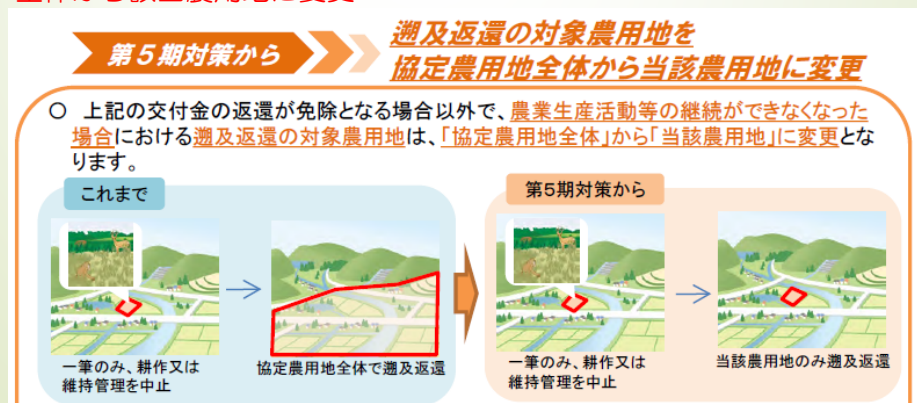 第5期対策から
遡及返還の対象農用地を
協定農用地全体から当該農用地に変更
○ 上記の交付金の返還が免除となる場合以外で、農業生産活動等の継続ができなくなった
場合における遡及返還の対象農用地は、「協定農用地全体」から「当該農用地」に変更とな
ります。
これまで
第5期対策から
一筆のみ、耕作又は
維持管理を中止
協定農用地全体で遡及返還
一筆のみ、耕作又は
維持管理を中止
当該農用地のみ遡及返還